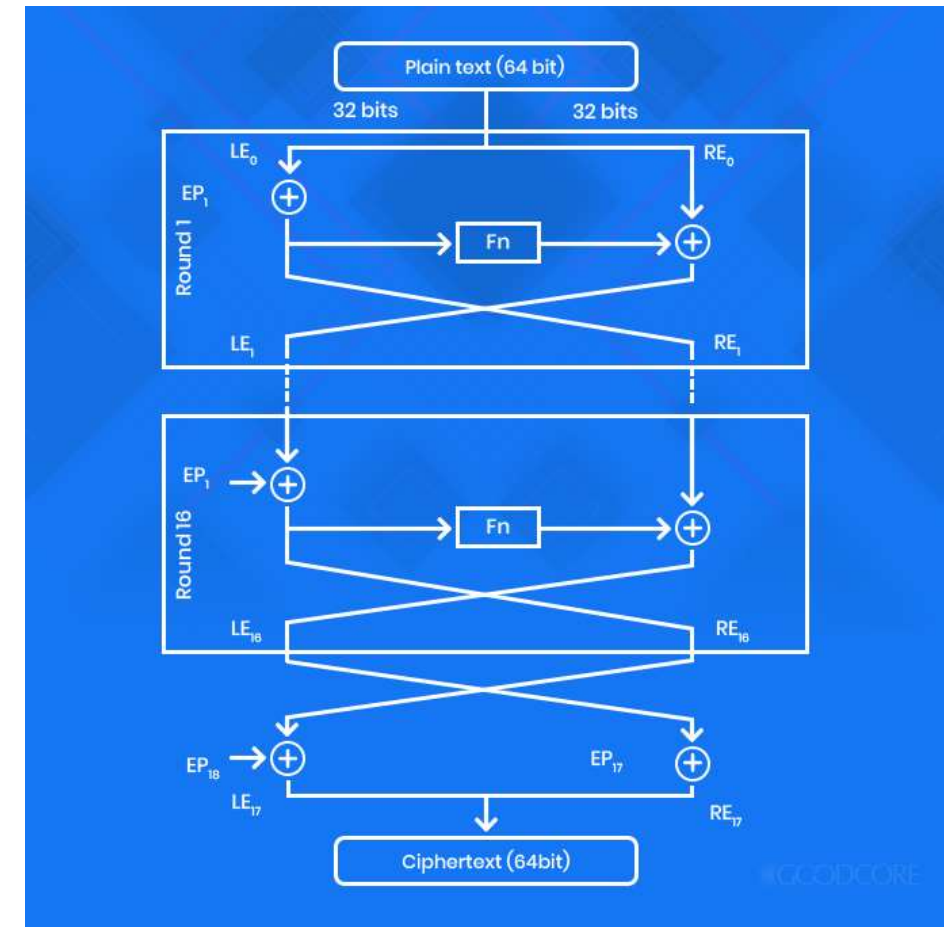 Plain text (64 bit)
32 bits 32 bits
LE₀ RE₀
EP₁
Round 1
Fn
LE₁ RE₁
EP₁
Round 16
Fn
LE₁₆ RE₁₆
EP₁₈ EP₁₇
LE₁₇ RE₁₇
Ciphertext (64bit)
GOODCORE